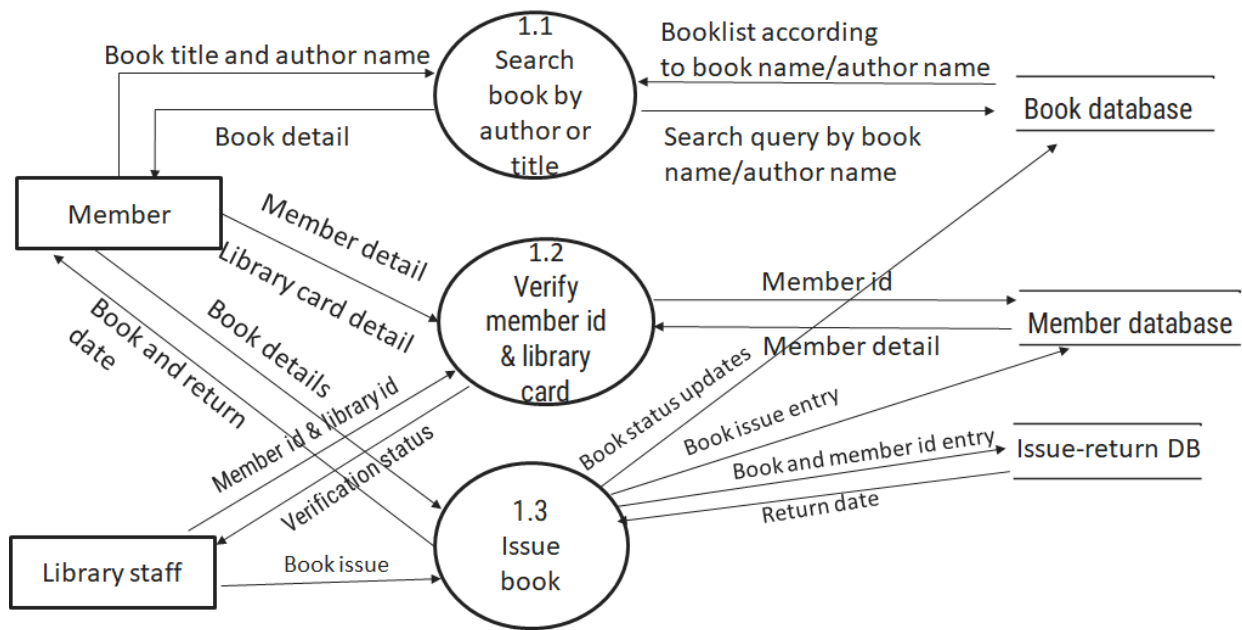 1.1
Search
book by
author or
title
Book title and author name
Booklist according
to book name/author name
Book database
Book detail
Search query by book
name/author name
Member
Member detail
Library card detail
1.2
Verify
member id
& library
card
Member id
Member database
Member detail
Book details
Book and return
date
Member id & library id
Verification status
Book status updates
Book issue entry
Book and member id entry
Issue-return DB
Return date
1.3
Issue
book
Library staff
Book issue